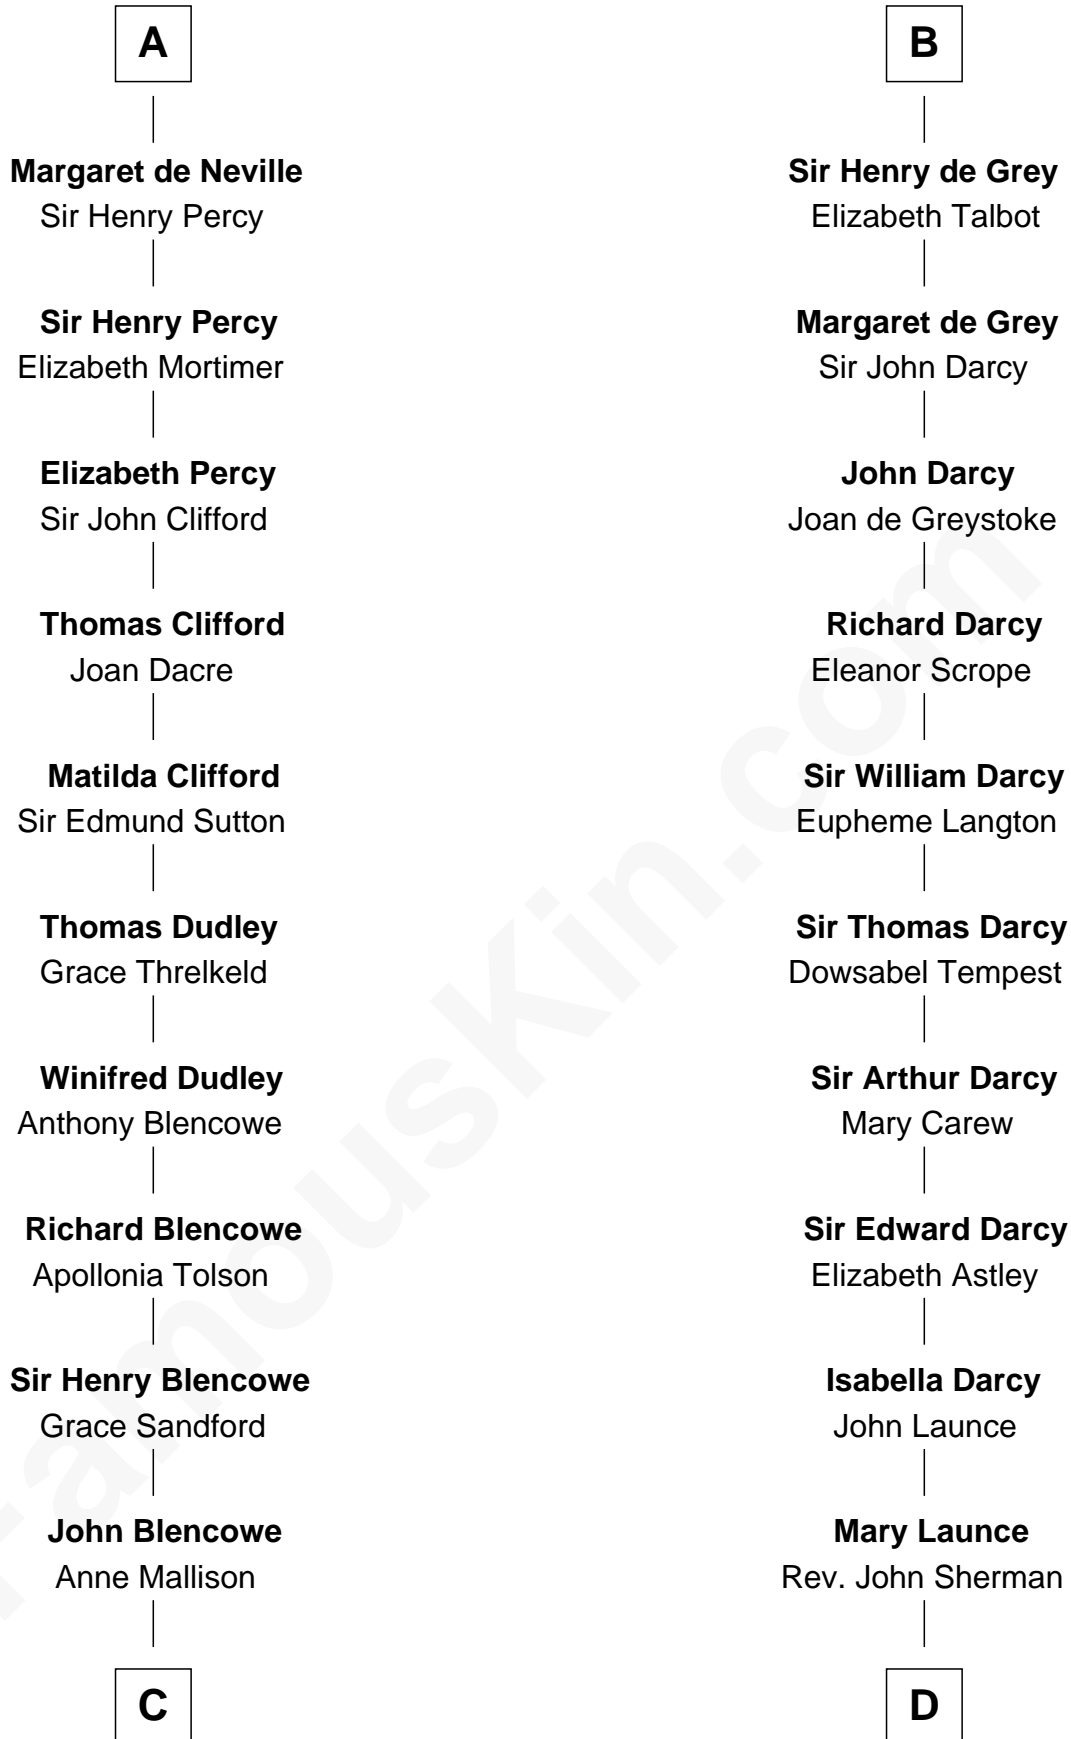 A
Margaret de Neville
Sir Henry Percy
Sir Henry Percy
Elizabeth Mortimer
Elizabeth Percy
Sir John Clifford
Thomas Clifford
Joan Dacre
Matilda Clifford
Sir Edmund Sutton
Thomas Dudley
Grace Threlkeld
Winifred Dudley
Anthony Blencowe
Richard Blencowe
Apollonia Tolson
Sir Henry Blencowe
Grace Sandford
John Blencowe
Anne Mallison
C
B
Sir Henry de Grey
Elizabeth Talbot
Margaret de Grey
Sir John Darcy
John Darcy
Joan de Greystoke
Richard Darcy
Eleanor Scrope
Sir William Darcy
Eupheme Langton
Sir Thomas Darcy
Dowsabel Tempest
Sir Arthur Darcy
Mary Carew
Sir Edward Darcy
Elizabeth Astley
Isabella Darcy
John Launce
Mary Launce
Rev. John Sherman
D
FamousKin.com